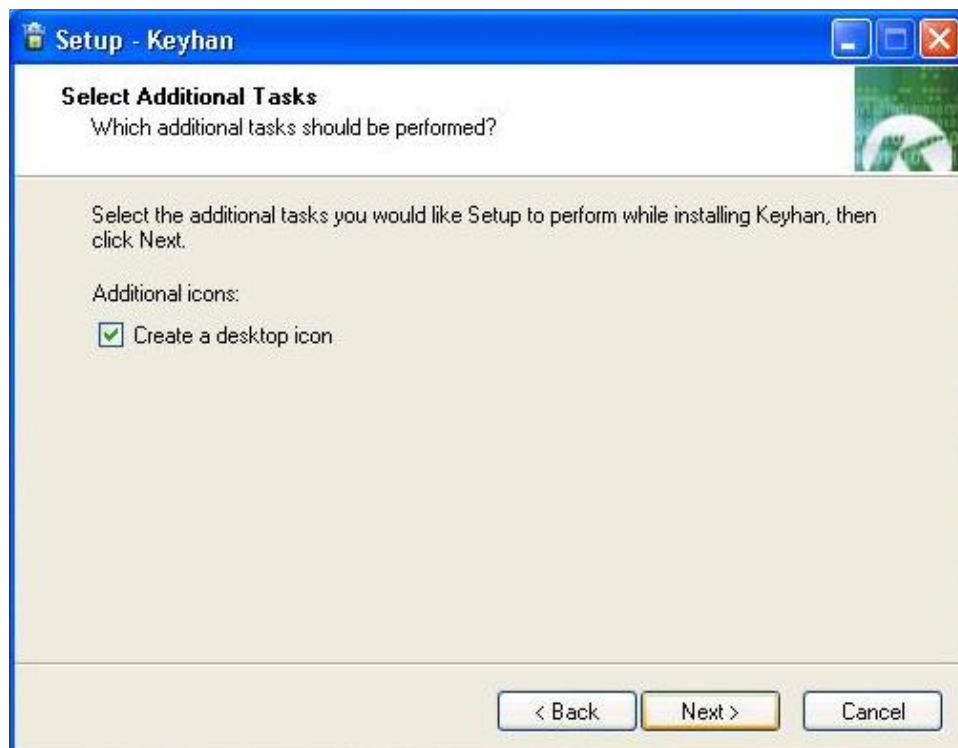 Setup - Keyhan
Select Additional Tasks
Which additional tasks should be performed?
Select the additional tasks you would like Setup to perform while installing Keyhan, then
click Next.
Additional icons:
Create a desktop icon
< Back
Next >
Cancel